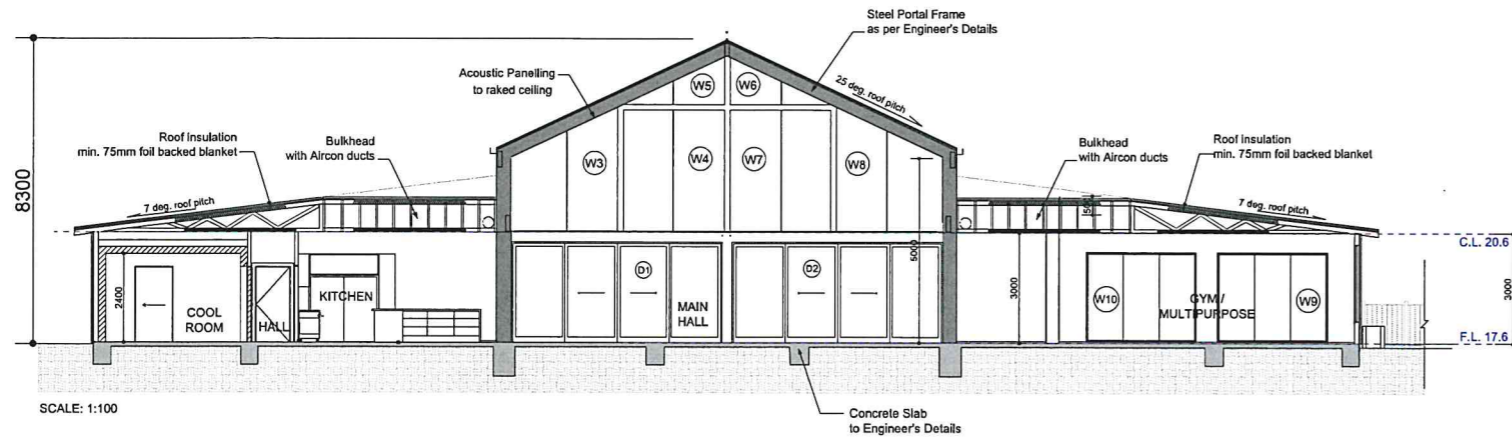 Steel Portal Frame
as per Engineer's Details
Acoustic Panelling
to raked ceiling
25 deg. roof pitch
W5
W6
Roof Insulation
min. 75mm foil backed blanket
Bulkhead
with Aircon ducts
W3
W4
W7
W8
Bulkhead
with Aircon ducts
Roof Insulation
min. 75mm foil backed blanket
8300
7 deg. roof pitch
500
7 deg. roof pitch
5000
C.L. 20.6
2400
COOL
ROOM
HALL
KITCHEN
D1
MAIN
HALL
D2
3000
W10
GYM /
MULTIPURPOSE
W9
3000
F.L. 17.6
SCALE: 1:100
Concrete Slab
to Engineer's Details